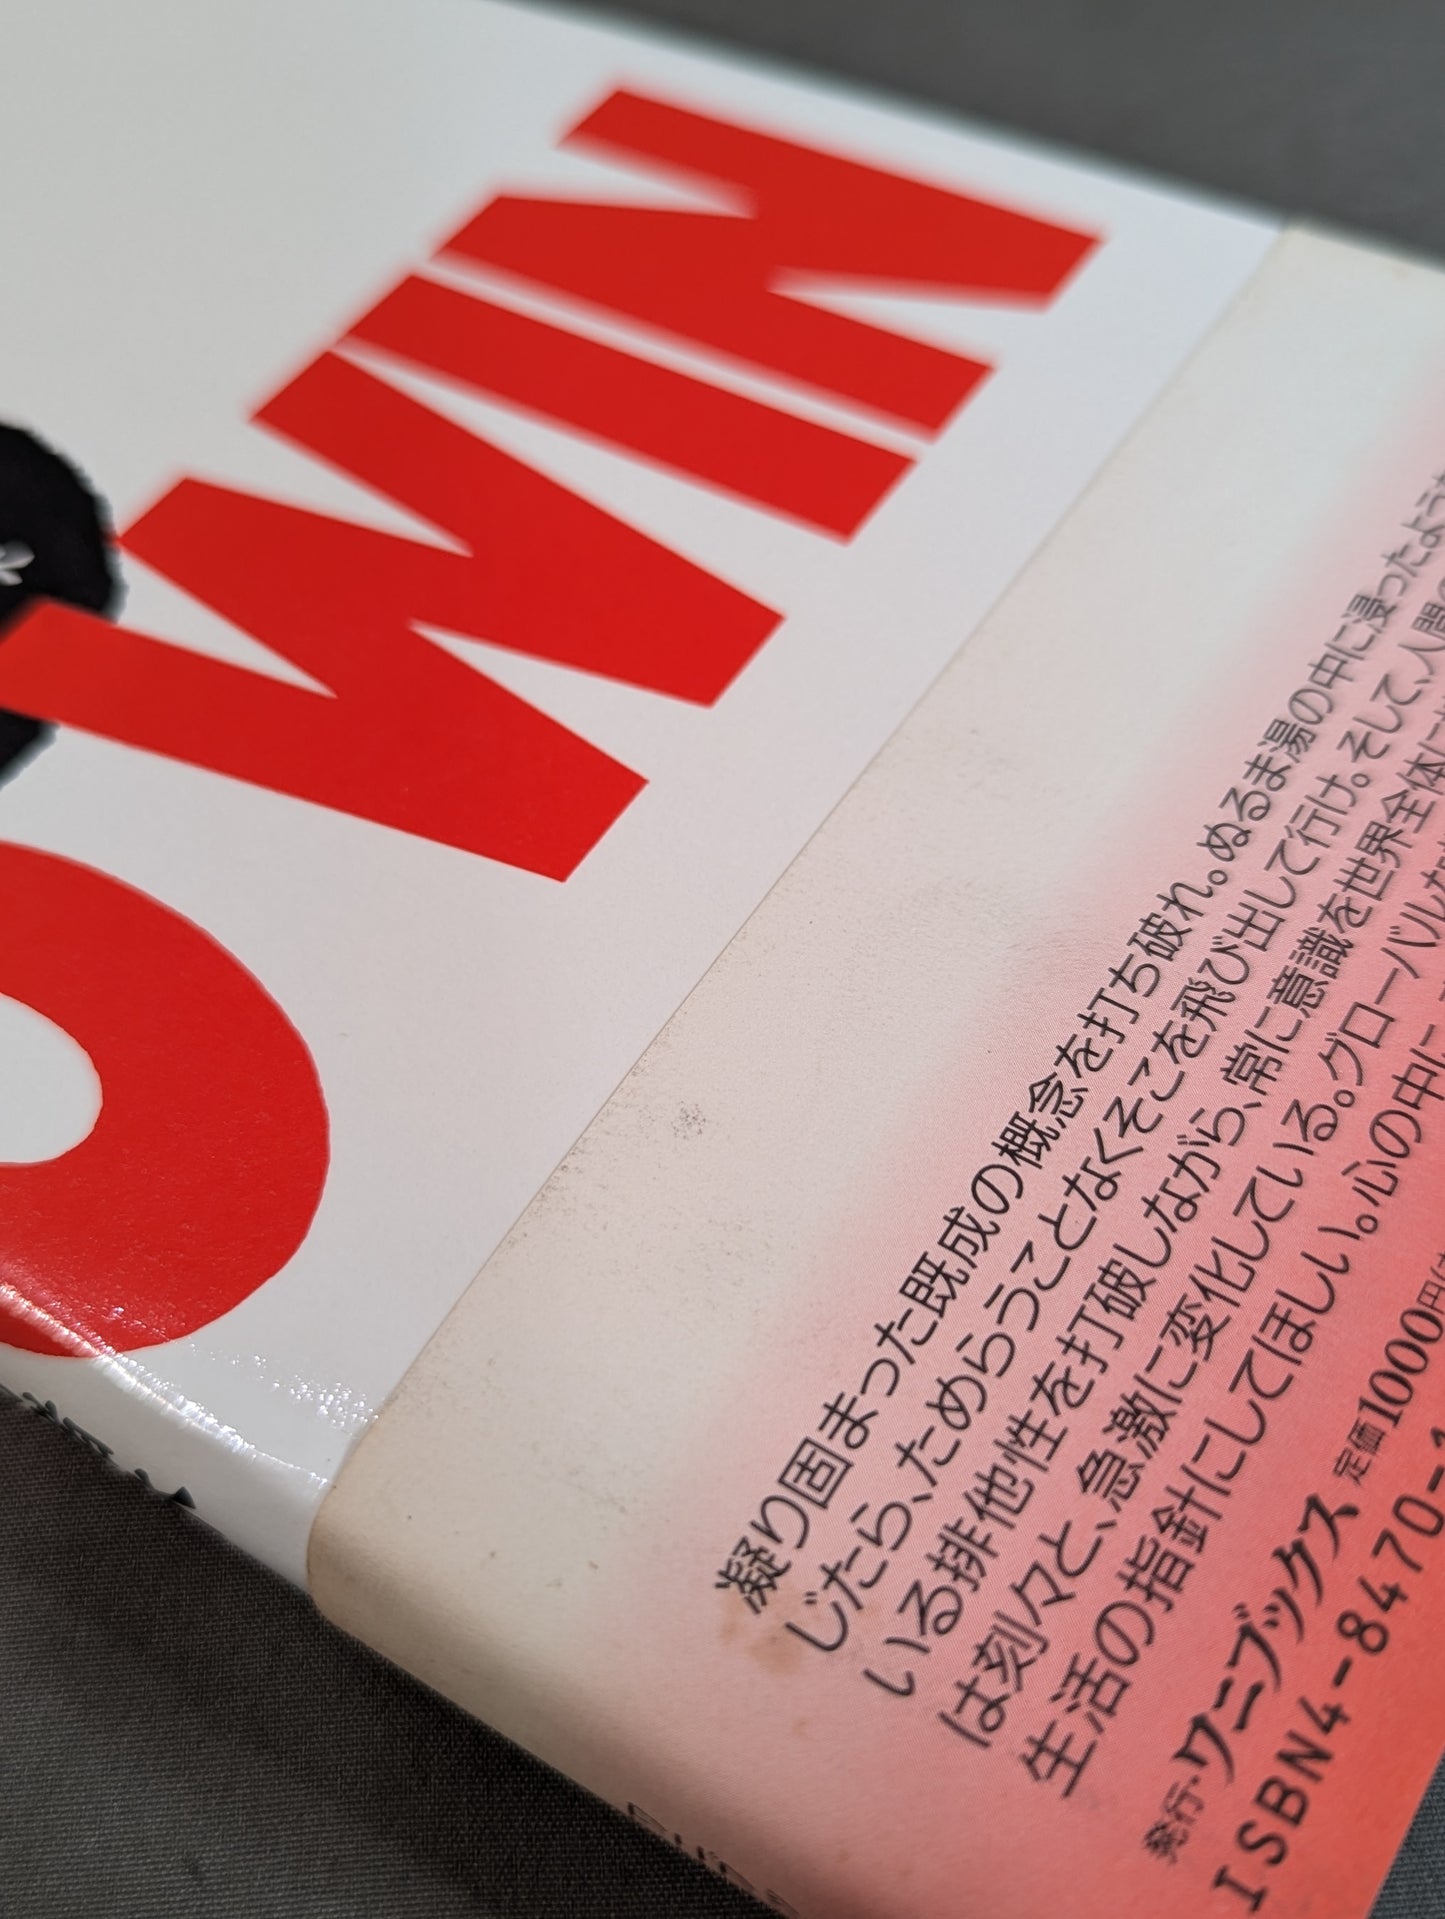 WIN
凝り固まった既成の概念を打ち破れ。ぬるま湯の中に浸ったよう
じたら、ためらうことなくそこを飛び出して行け。そして、人間
いる排他性を打破しながら、常に意識を世界全体に
は刻々と、急激に変化している。グローバルな
生活の指針にしてほしい。心の中に
発行・ワニブックス 定価1000円
ISBN4-8470-1